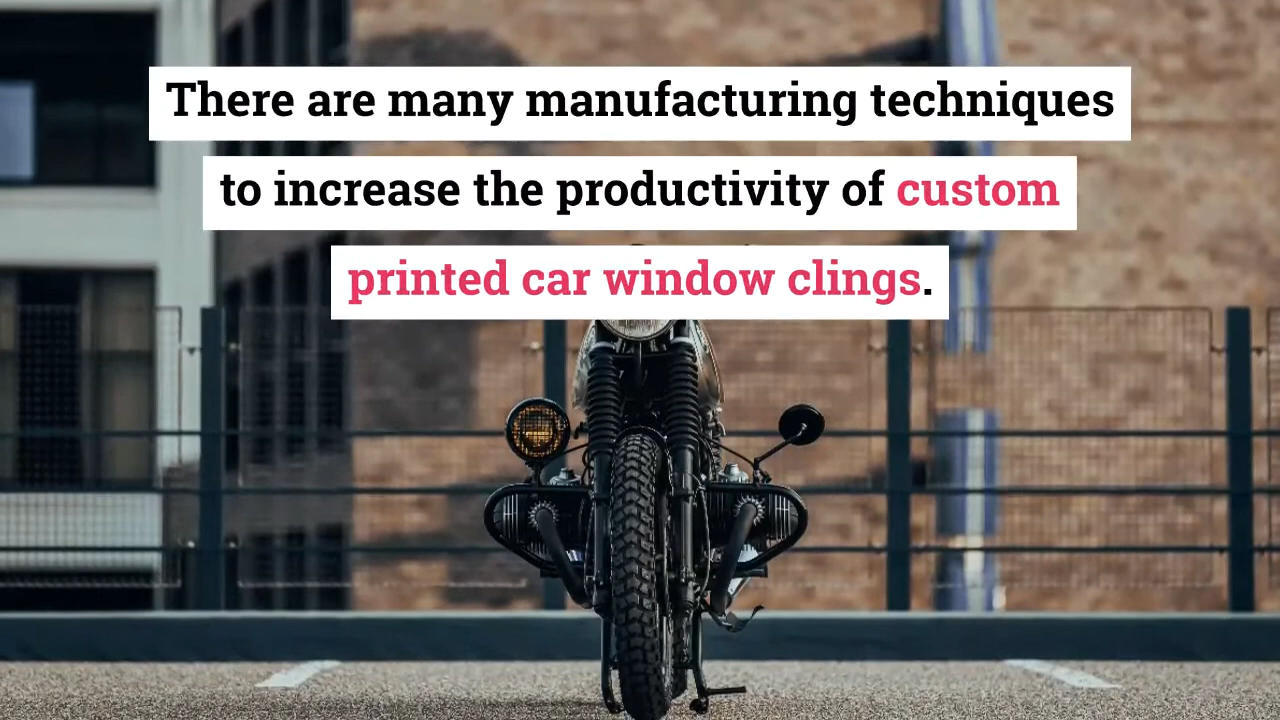 There are many manufacturing techniques
to increase the productivity of custom
printed car window clings.